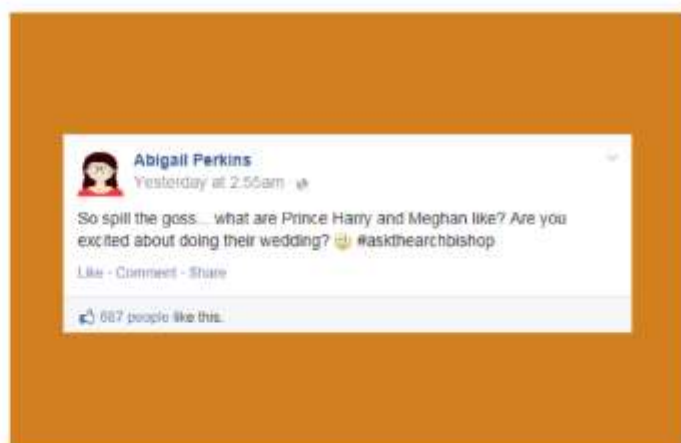 Abigail Perkins
Yesterday at 2:55am ·
So spill the goss... what are Prince Harry and Meghan like? Are you
excited about doing their wedding? #askthearchbishop
Like - Comment - Share
687 people like this.